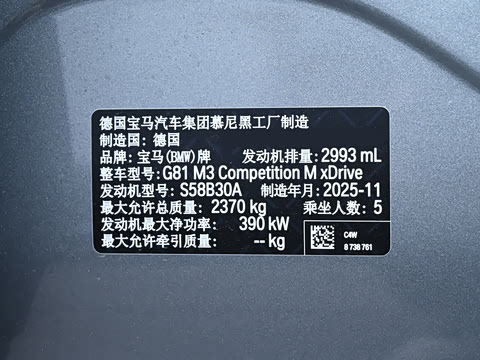 德国宝马汽车集团慕尼黑工厂制造
制造国：德国
品牌：宝马(BMW)牌 发动机排量：2993 mL
整车型号：G81 M3 Competition M xDrive
发动机型号：S58B30A 制造年月：2025-11
最大允许总质量：2370 kg 乘坐人数：5
发动机最大净功率：390 kW
最大允许牵引质量：-- kg
C4W
8 738 761